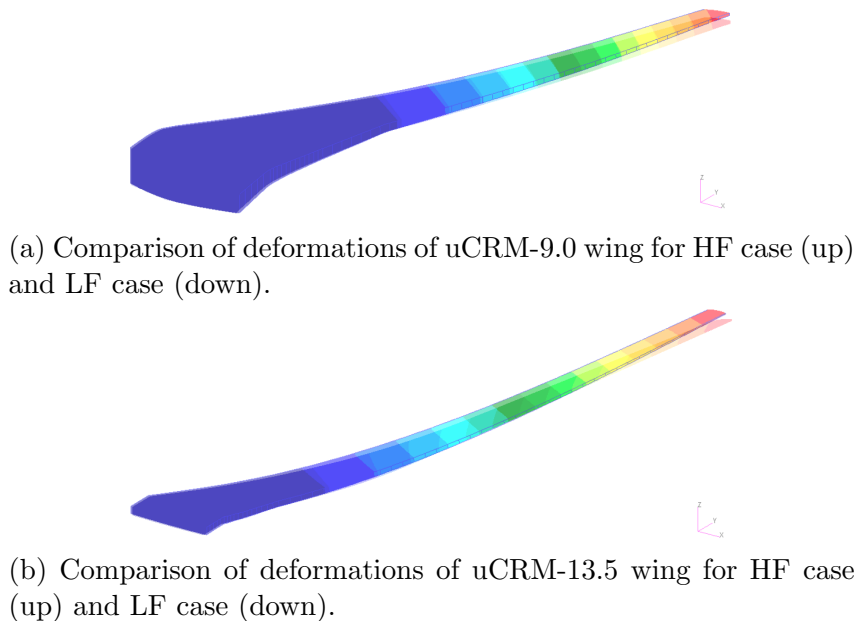 Z
Y
X
(a) Comparison of deformations of uCRM-9.0 wing for HF case (up)
and LF case (down).
Z
Y
X
(b) Comparison of deformations of uCRM-13.5 wing for HF case
(up) and LF case (down).